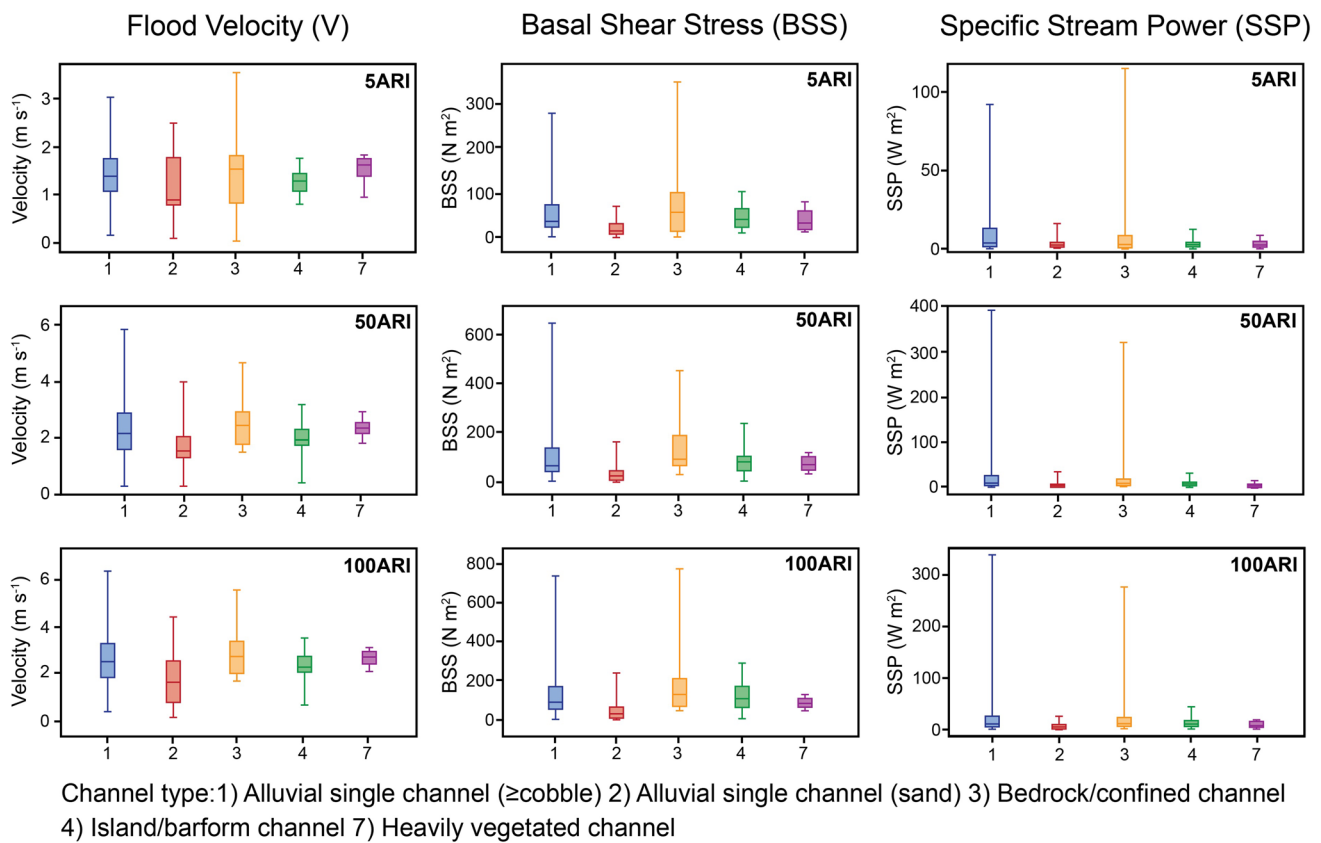 Flood Velocity (V)
Basal Shear Stress (BSS)
Specific Stream Power (SSP)
5ARI
Velocity (m s⁻¹)
3
2
1
0
1 2 3 4 7
5ARI
BSS (N m²)
300
200
100
0
1 2 3 4 7
5ARI
SSP (W m²)
100
50
0
1 2 3 4 7
50ARI
Velocity (m s⁻¹)
6
4
2
0
1 2 3 4 7
50ARI
BSS (N m²)
600
400
200
0
1 2 3 4 7
50ARI
SSP (W m²)
400
300
200
100
0
1 2 3 4 7
100ARI
Velocity (m s⁻¹)
6
4
2
0
1 2 3 4 7
100ARI
BSS (N m²)
800
600
400
200
0
1 2 3 4 7
100ARI
SSP (W m²)
300
200
100
0
1 2 3 4 7
Channel type:1) Alluvial single channel (≥cobble) 2) Alluvial single channel (sand) 3) Bedrock/confined channel
4) Island/barform channel 7) Heavily vegetated channel